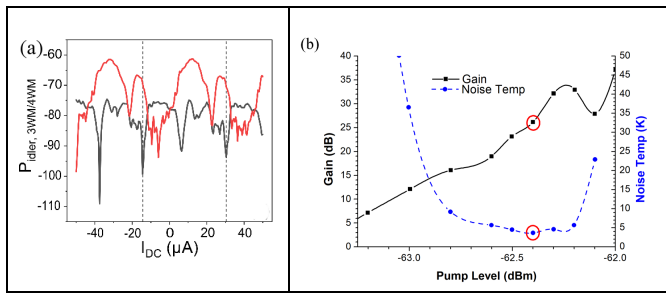 (a)
-60
-70
-80
-90
-100
-110
P idler, 3WM/4WM
-40 -20 0 20 40
I DC (µA)
(b)
40
35
30
25
20
15
10
5
0
Gain (dB)
Gain
Noise Temp
50
45
40
35
30
25
20
15
10
5
0
Noise Temp (K)
-63.0 -62.5 -62.0
Pump Level (dBm)